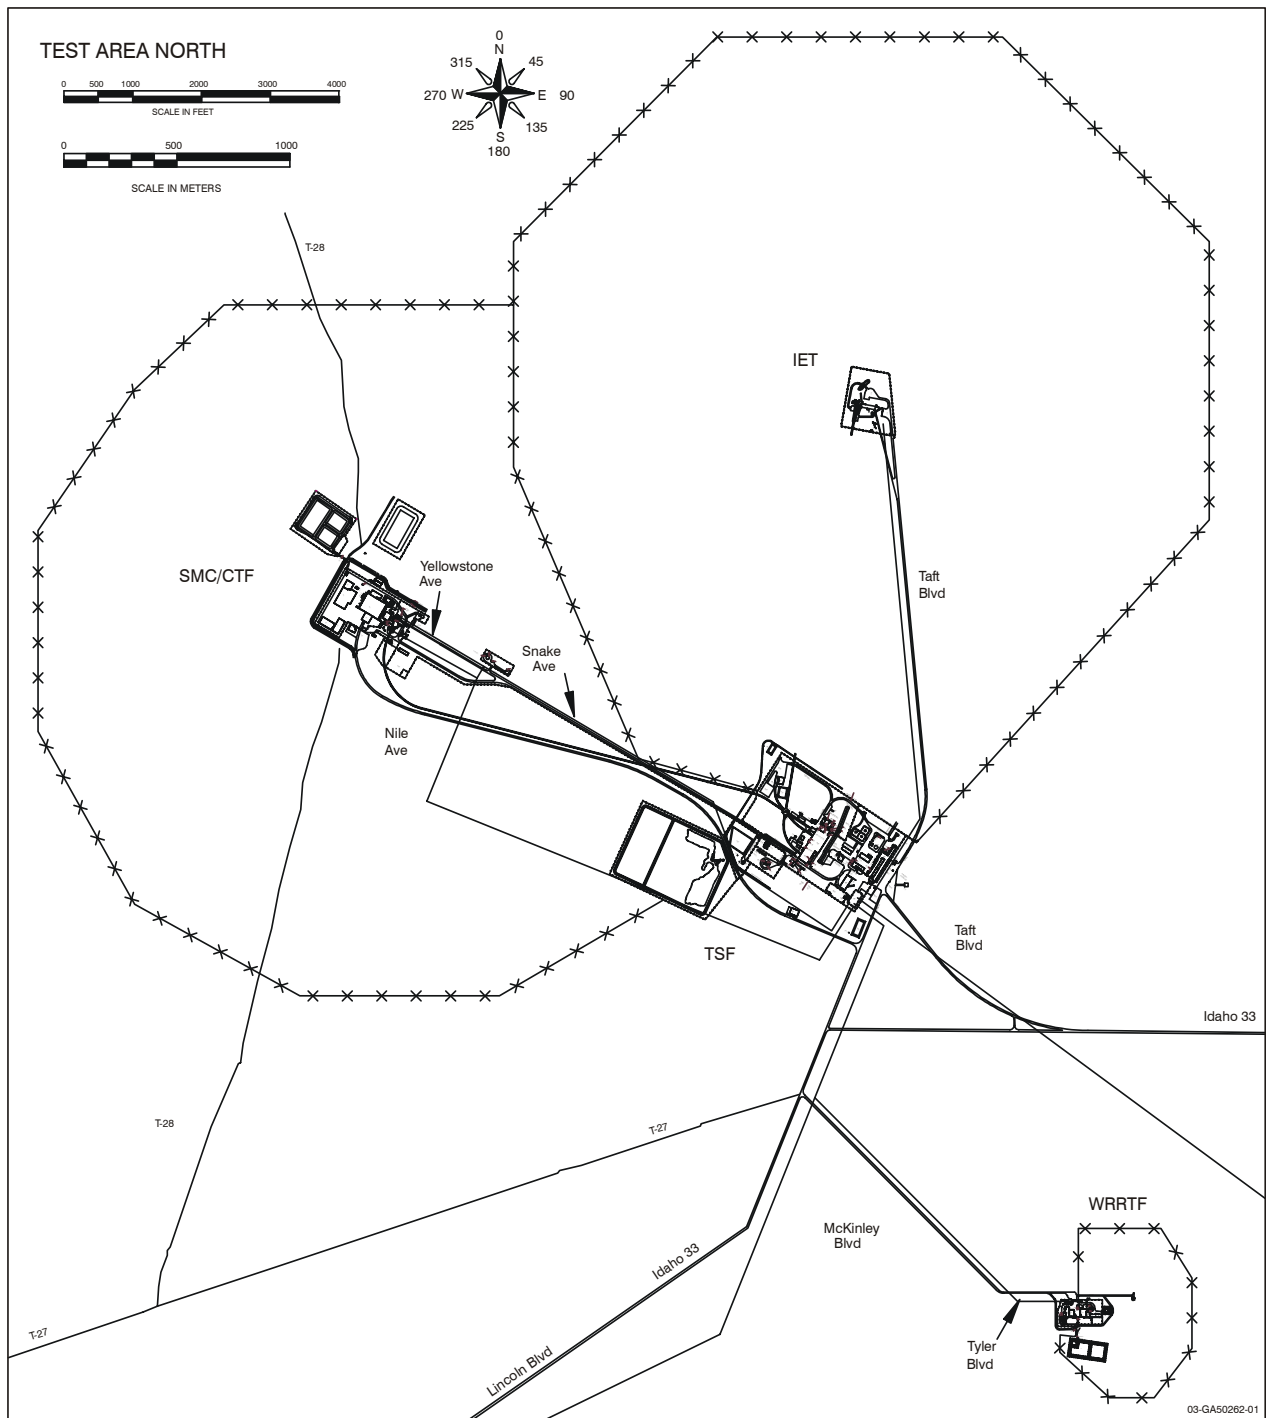 TEST AREA NORTH
0 500 1000 2000 3000 4000
SCALE IN FEET
0 500 1000
SCALE IN METERS
0
N
315 45
270 W E 90
225 135
S
180
T-28
IET
SMC/CTF
Yellowstone
Ave
Taft
Blvd
Snake
Ave
Nile
Ave
TSF
Taft
Blvd
Idaho 33
T-28
T-27
WRRTF
McKinley
Blvd
Idaho 33
T-27
Tyler
Blvd
Lincoln Blvd
03-GA50262-01